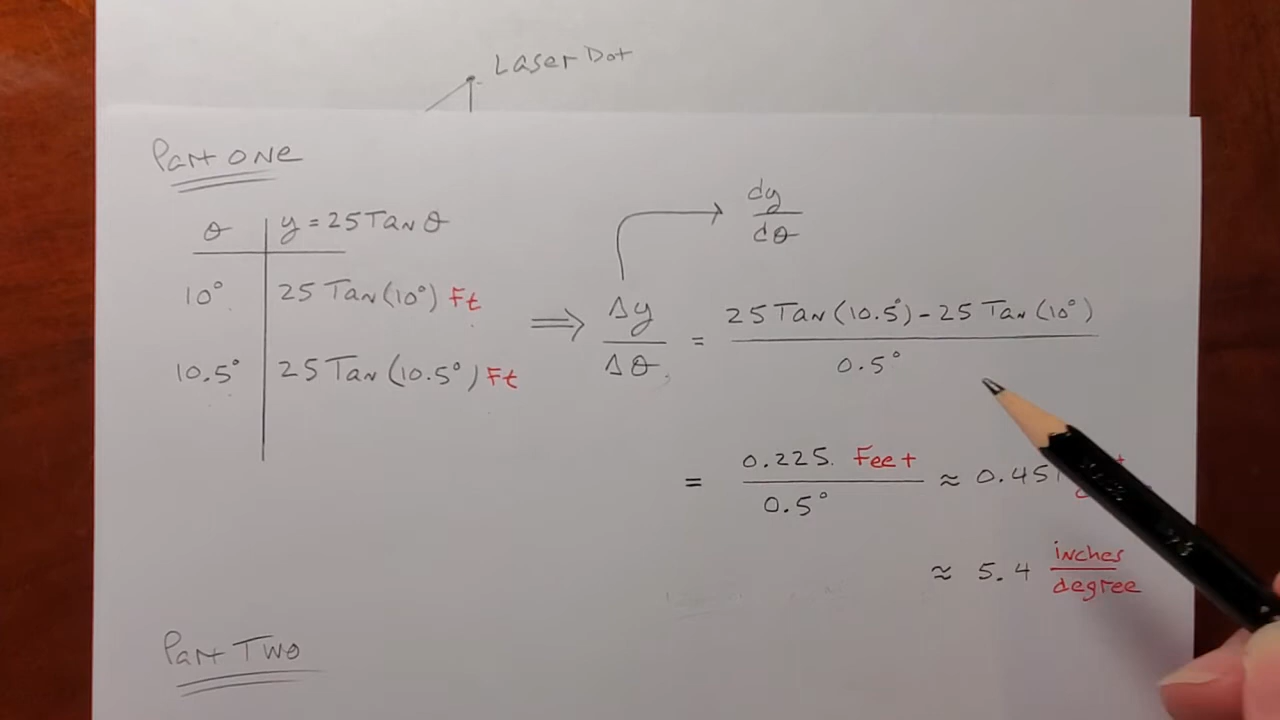 Laser Dot
Part One
θ y = 25 Tan θ
10° 25 Tan (10°) Ft
10.5° 25 Tan (10.5°) Ft
dy
dθ
⇒ Δy / Δθ = 25 Tan (10.5°) - 25 Tan (10°) / 0.5°
= 0.225 Feet / 0.5° ≈ 0.451
≈ 5.4 inches / degree
Part Two